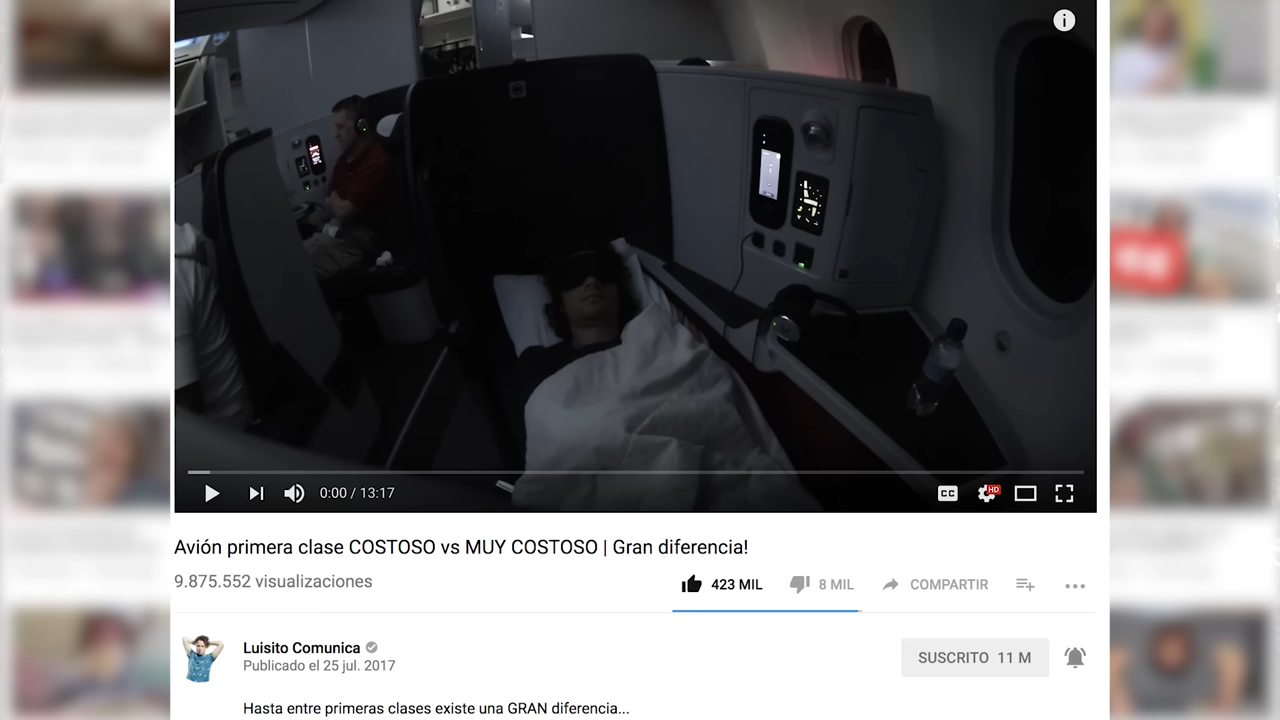 0:00 / 13:17
CC
HD
Avión primera clase COSTOSO vs MUY COSTOSO | Gran diferencia!
9.875.552 visualizaciones
423 MIL
8 MIL
COMPARTIR
Luisito Comunica
Publicado el 25 jul. 2017
SUSCRITO 11 M
Hasta entre primeras clases existe una GRAN diferencia...